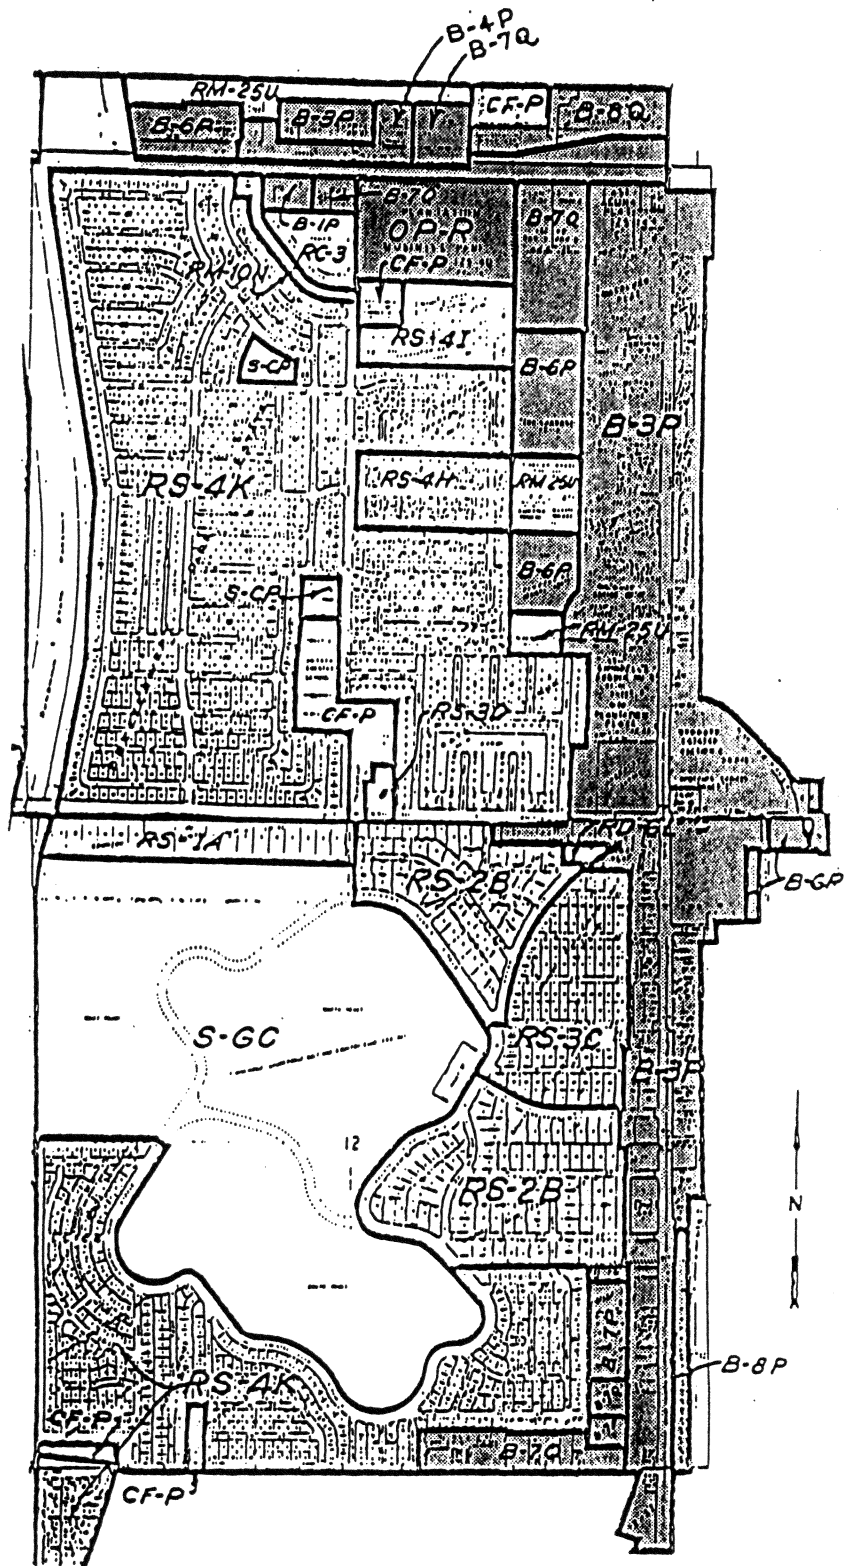 B-4P
B-7Q
RM-25U
CF-P
B-8Q
B-6P
B-3P
B-7Q
B-1P
OP-R
B-7Q
RC-3
RM-10N
CF-P
RS-4I
S-CP
B-6P
B-3P
RS-4K
RS-4H
RM-25U
B-6P
S-CP
RM-25U
CF-P
RS-3D
RS-1A
RS-2B
B-6P
S-GC
RS-3C
B-3P
12
RS-2B
N
B-7P
B-8P
RS-4K
CF-P
B-7Q
CF-P